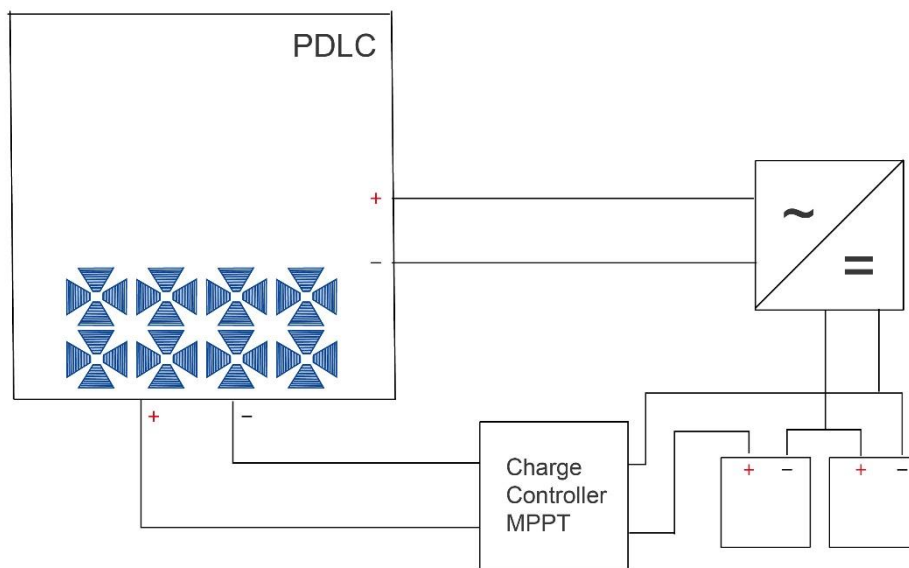 PDLC
+
−
~
=
+ −
Charge
Controller
MPPT
+ − + −